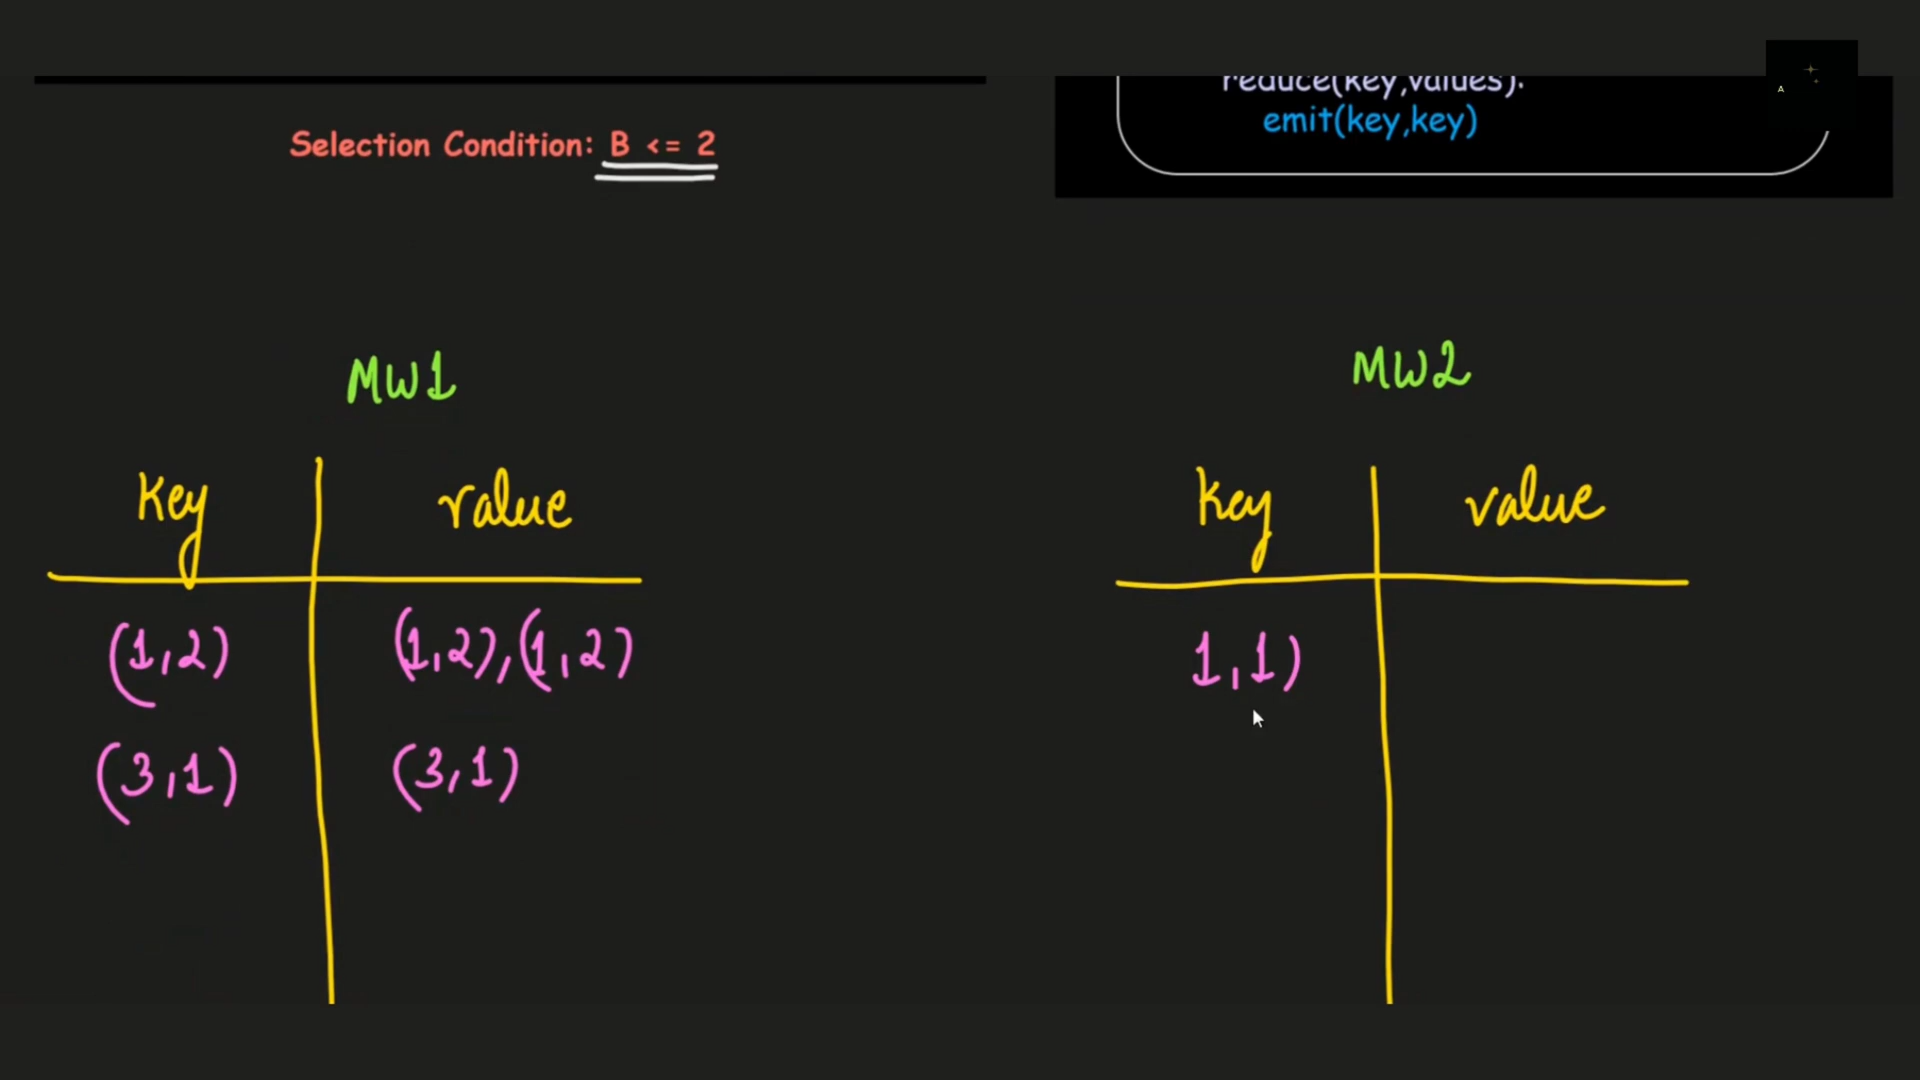 reduce(key,values):
emit(key,key)
A
Selection Condition: B <= 2
MW1
Key value
(1,2) (1,2),(1,2)
(3,1) (3,1)
MW2
Key value
1,1)